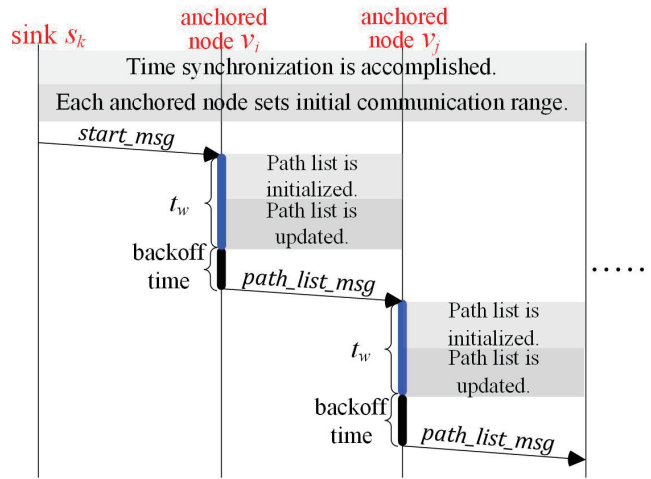 sink s_k
anchored
node v_i
anchored
node v_j
Time synchronization is accomplished.
Each anchored node sets initial communication range.
start_msg
Path list is
initialized.
t_w
Path list is
updated.
backoff
time
path_list_msg
.....
Path list is
initialized.
t_w
Path list is
updated.
backoff
time
path_list_msg